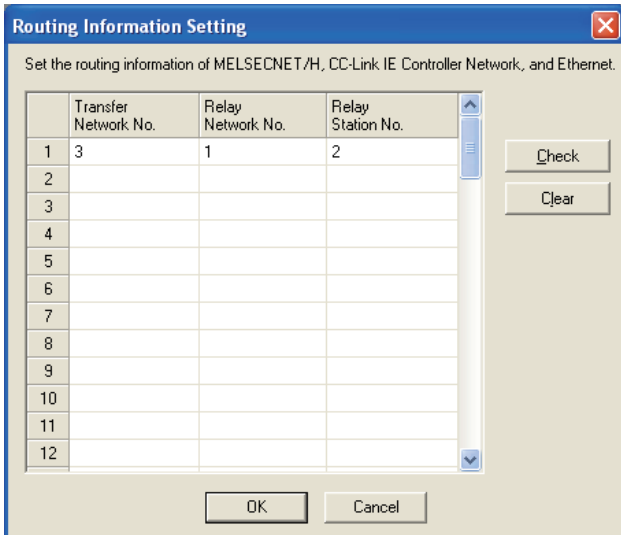 Routing Information Setting
Set the routing information of MELSECNET/H, CC-Link IE Controller Network, and Ethernet.
Transfer Network No. Relay Network No. Relay Station No.
1 3 1 2
2
3
4
5
6
7
8
9
10
11
12
Check
Clear
OK Cancel